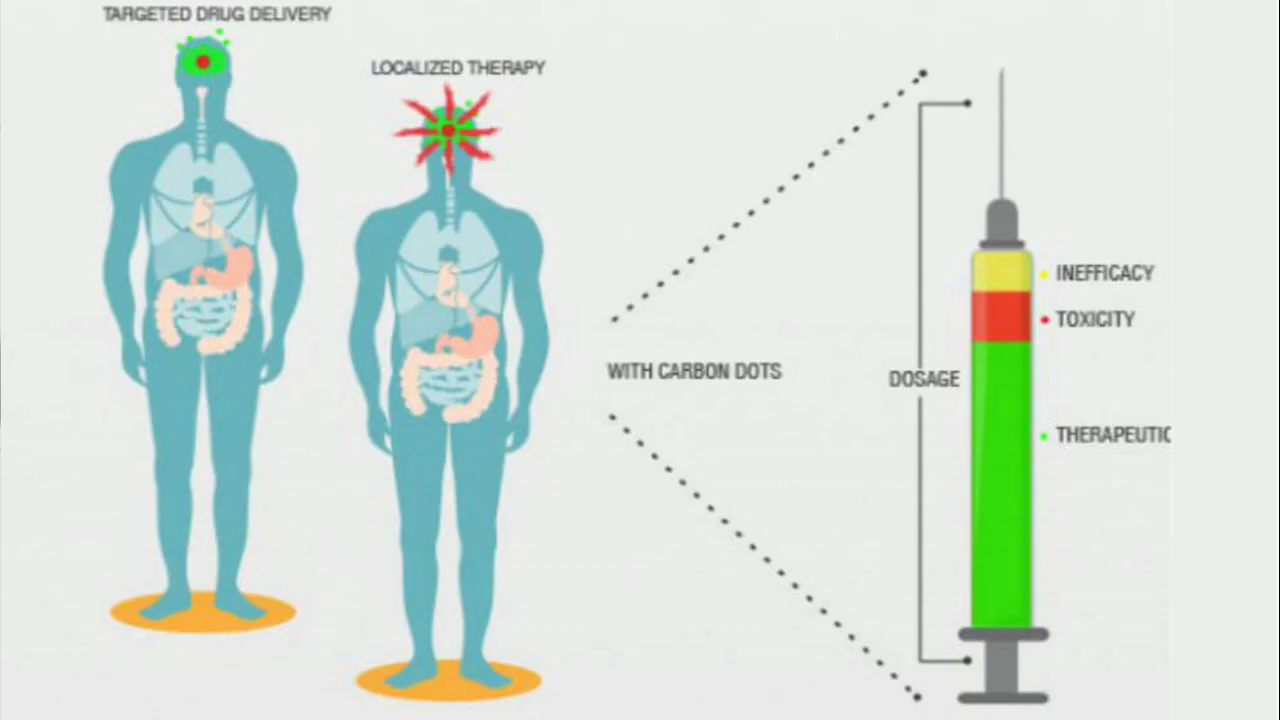 TARGETED DRUG DELIVERY
LOCALIZED THERAPY
WITH CARBON DOTS
DOSAGE
INEFFICACY
TOXICITY
THERAPEUTIC